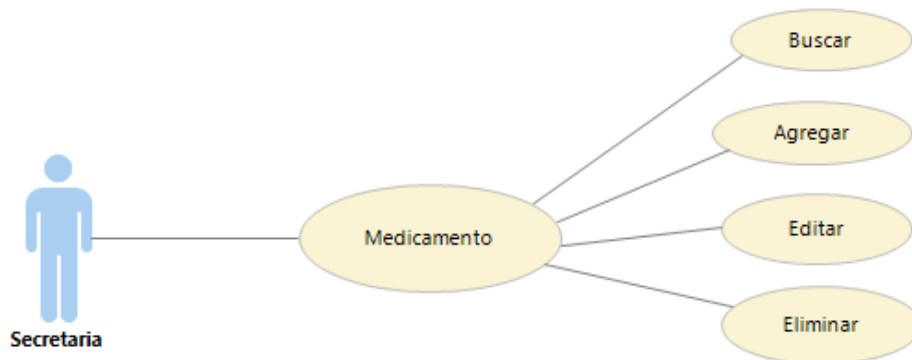 Buscar
Agregar
Medicamento
Editar
Eliminar
Secretaria